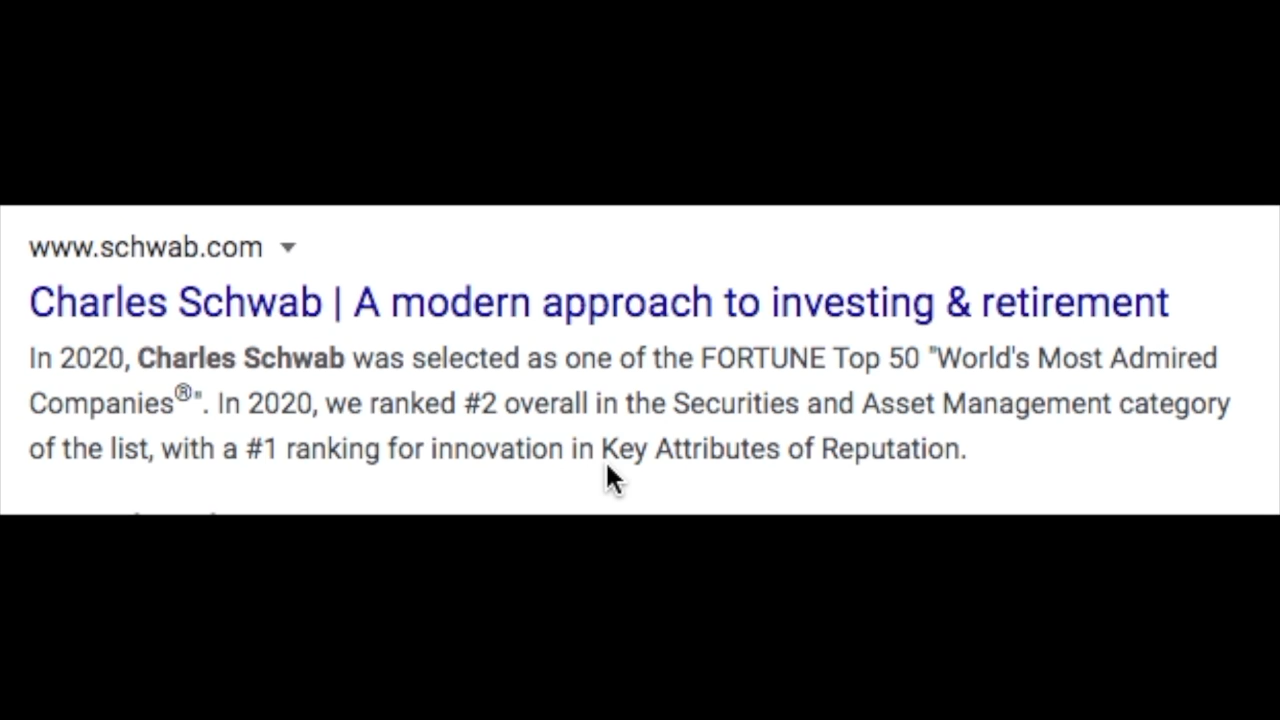 www.schwab.com
Charles Schwab | A modern approach to investing & retirement
In 2020, Charles Schwab was selected as one of the FORTUNE Top 50 "World's Most Admired
Companies®". In 2020, we ranked #2 overall in the Securities and Asset Management category
of the list, with a #1 ranking for innovation in Key Attributes of Reputation.